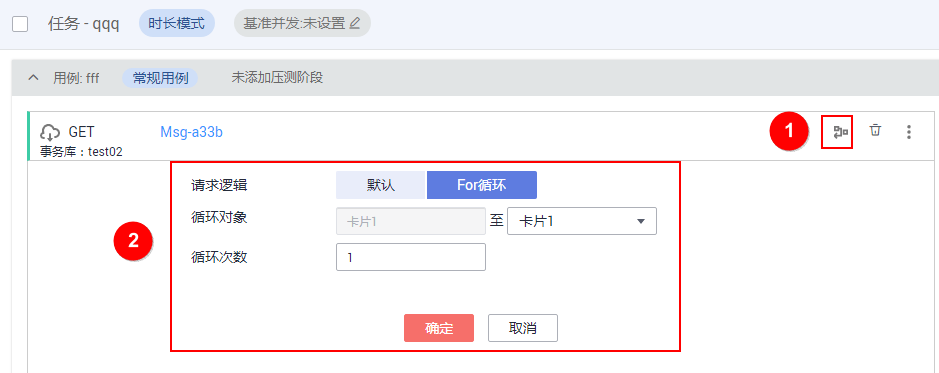 任务 - qqq 时长模式 基准并发:未设置
用例: fff 常规用例 未添加压测阶段
GET Msg-a33b 1
事务库：test02
请求逻辑 默认 For循环
循环对象 卡片1 至 卡片1
2
循环次数 1
确定 取消